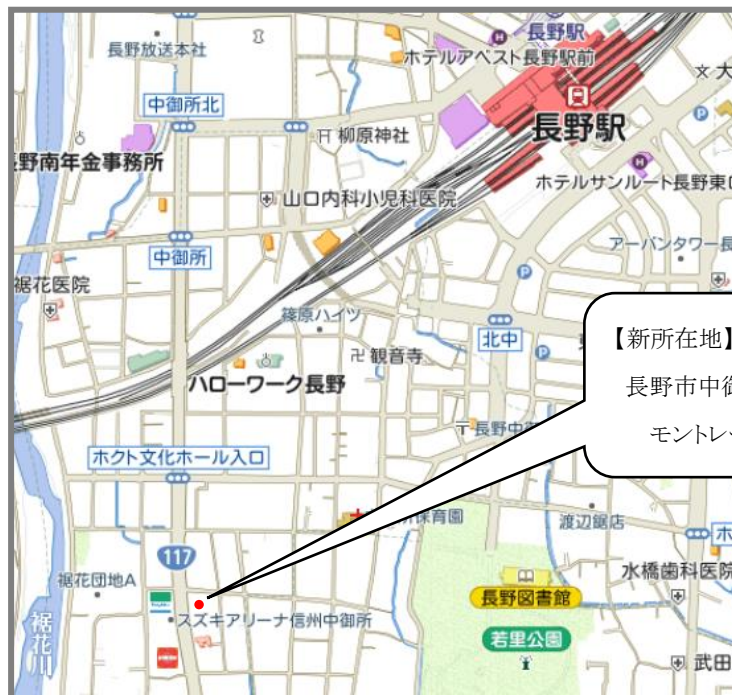 長野駅
長野放送本社
ホテルアベスト長野駅前
大
中御所北
柳原神社
長野駅
長野南年金事務所
ホテルサンルート長野東口
山口内科小児科医院
アーバンタワー長
中御所
裾花医院
篠原ハイツ
北中
【新所在地】
観音寺
長野市中御
ハローワーク長野
モントレ
長野中御
ホクト文化ホール入口
保育園
渡辺鋸店
ホ
117
水橋歯科医院
裾花団地A
長野図書館
スズキアリーナ信州中御所
若里公園
裾花川
武田